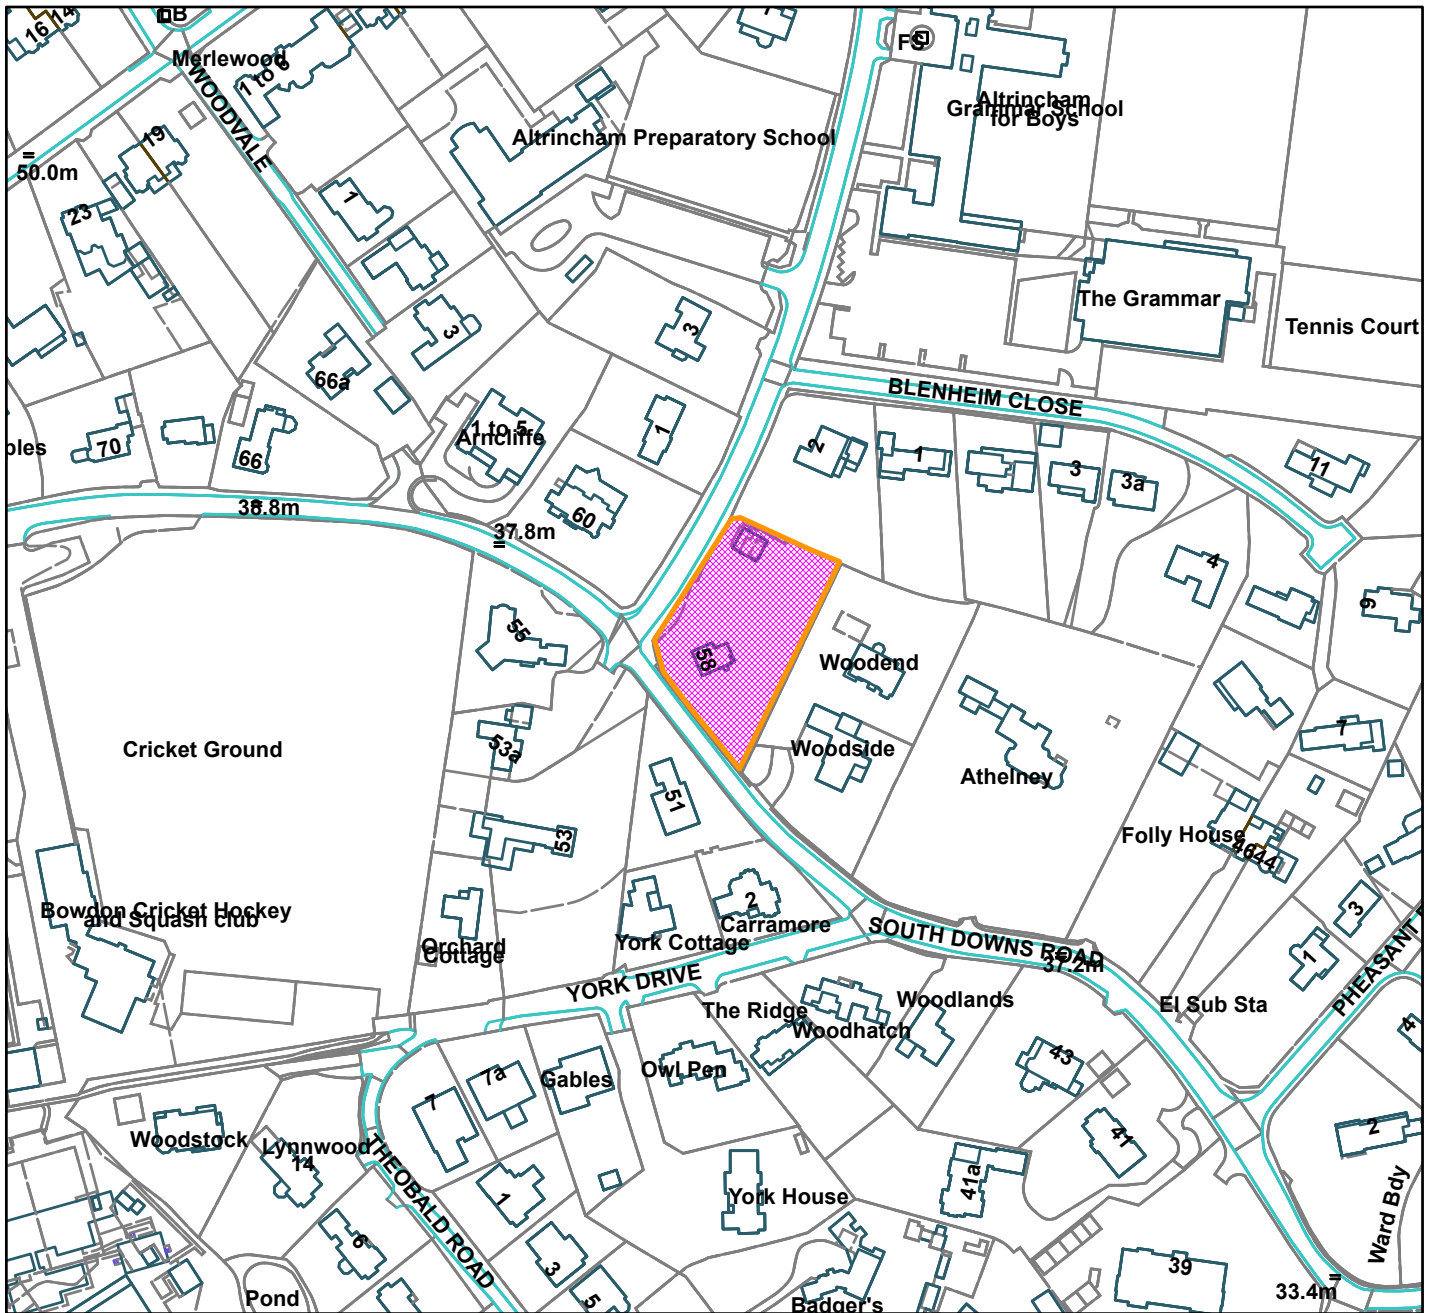 B
16
14
Merlewood
1 to 6
WOODVALE
FS
Altrincham
Grammar School
for Boys
Altrincham Preparatory School
50.0m
19
23
1
3
66a
3
The Grammar
Tennis Court
BLENHEIM CLOSE
70
66
1 to 5
Arncliffe
1
2
1
3
3a
11
38.8m
37.8m
60
4
9
55
58
Woodend
Woodside
Athelney
7
Cricket Ground
53a
51
53
Folly House
46
44
Bowdon Cricket Hockey
and Squash club
Orchard
Cottage
York Cottage
2
Carramore
SOUTH DOWNS ROAD
37.2m
3
1
PHEASANT
YORK DRIVE
The Ridge
Woodhatch
Woodlands
El Sub Sta
4
7
7a
Gables
Owl Pen
43
41
2
Woodstock
Lynnwood
14
THEOBALD ROAD
1
York House
41a
Ward Bdy
6
3
5
Pond
Badger's
39
33.4m